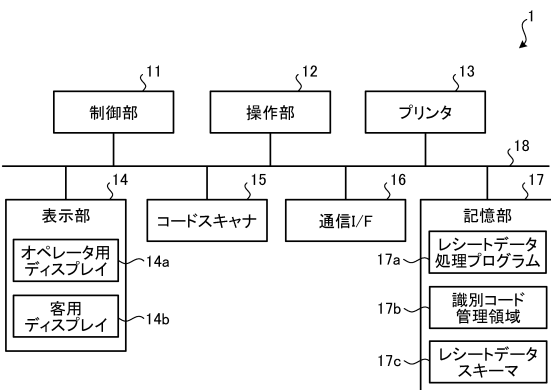 1
11
12
13
制御部
操作部
プリンタ
18
14
15
16
17
表示部
コードスキャナ
通信I/F
記憶部
オペレータ用
ディスプレイ
14a
客用
ディスプレイ
14b
17a
レシートデータ
処理プログラム
17b
識別コード
管理領域
17c
レシートデータ
スキーマ